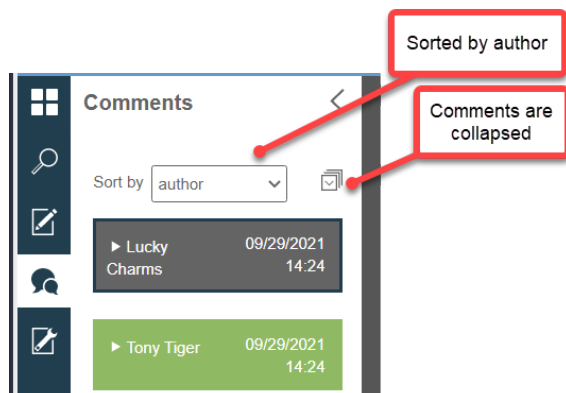 Sorted by author
Comments are
collapsed
Comments
Sort by author
▶ Lucky Charms 09/29/2021 14:24
▶ Tony Tiger 09/29/2021 14:24